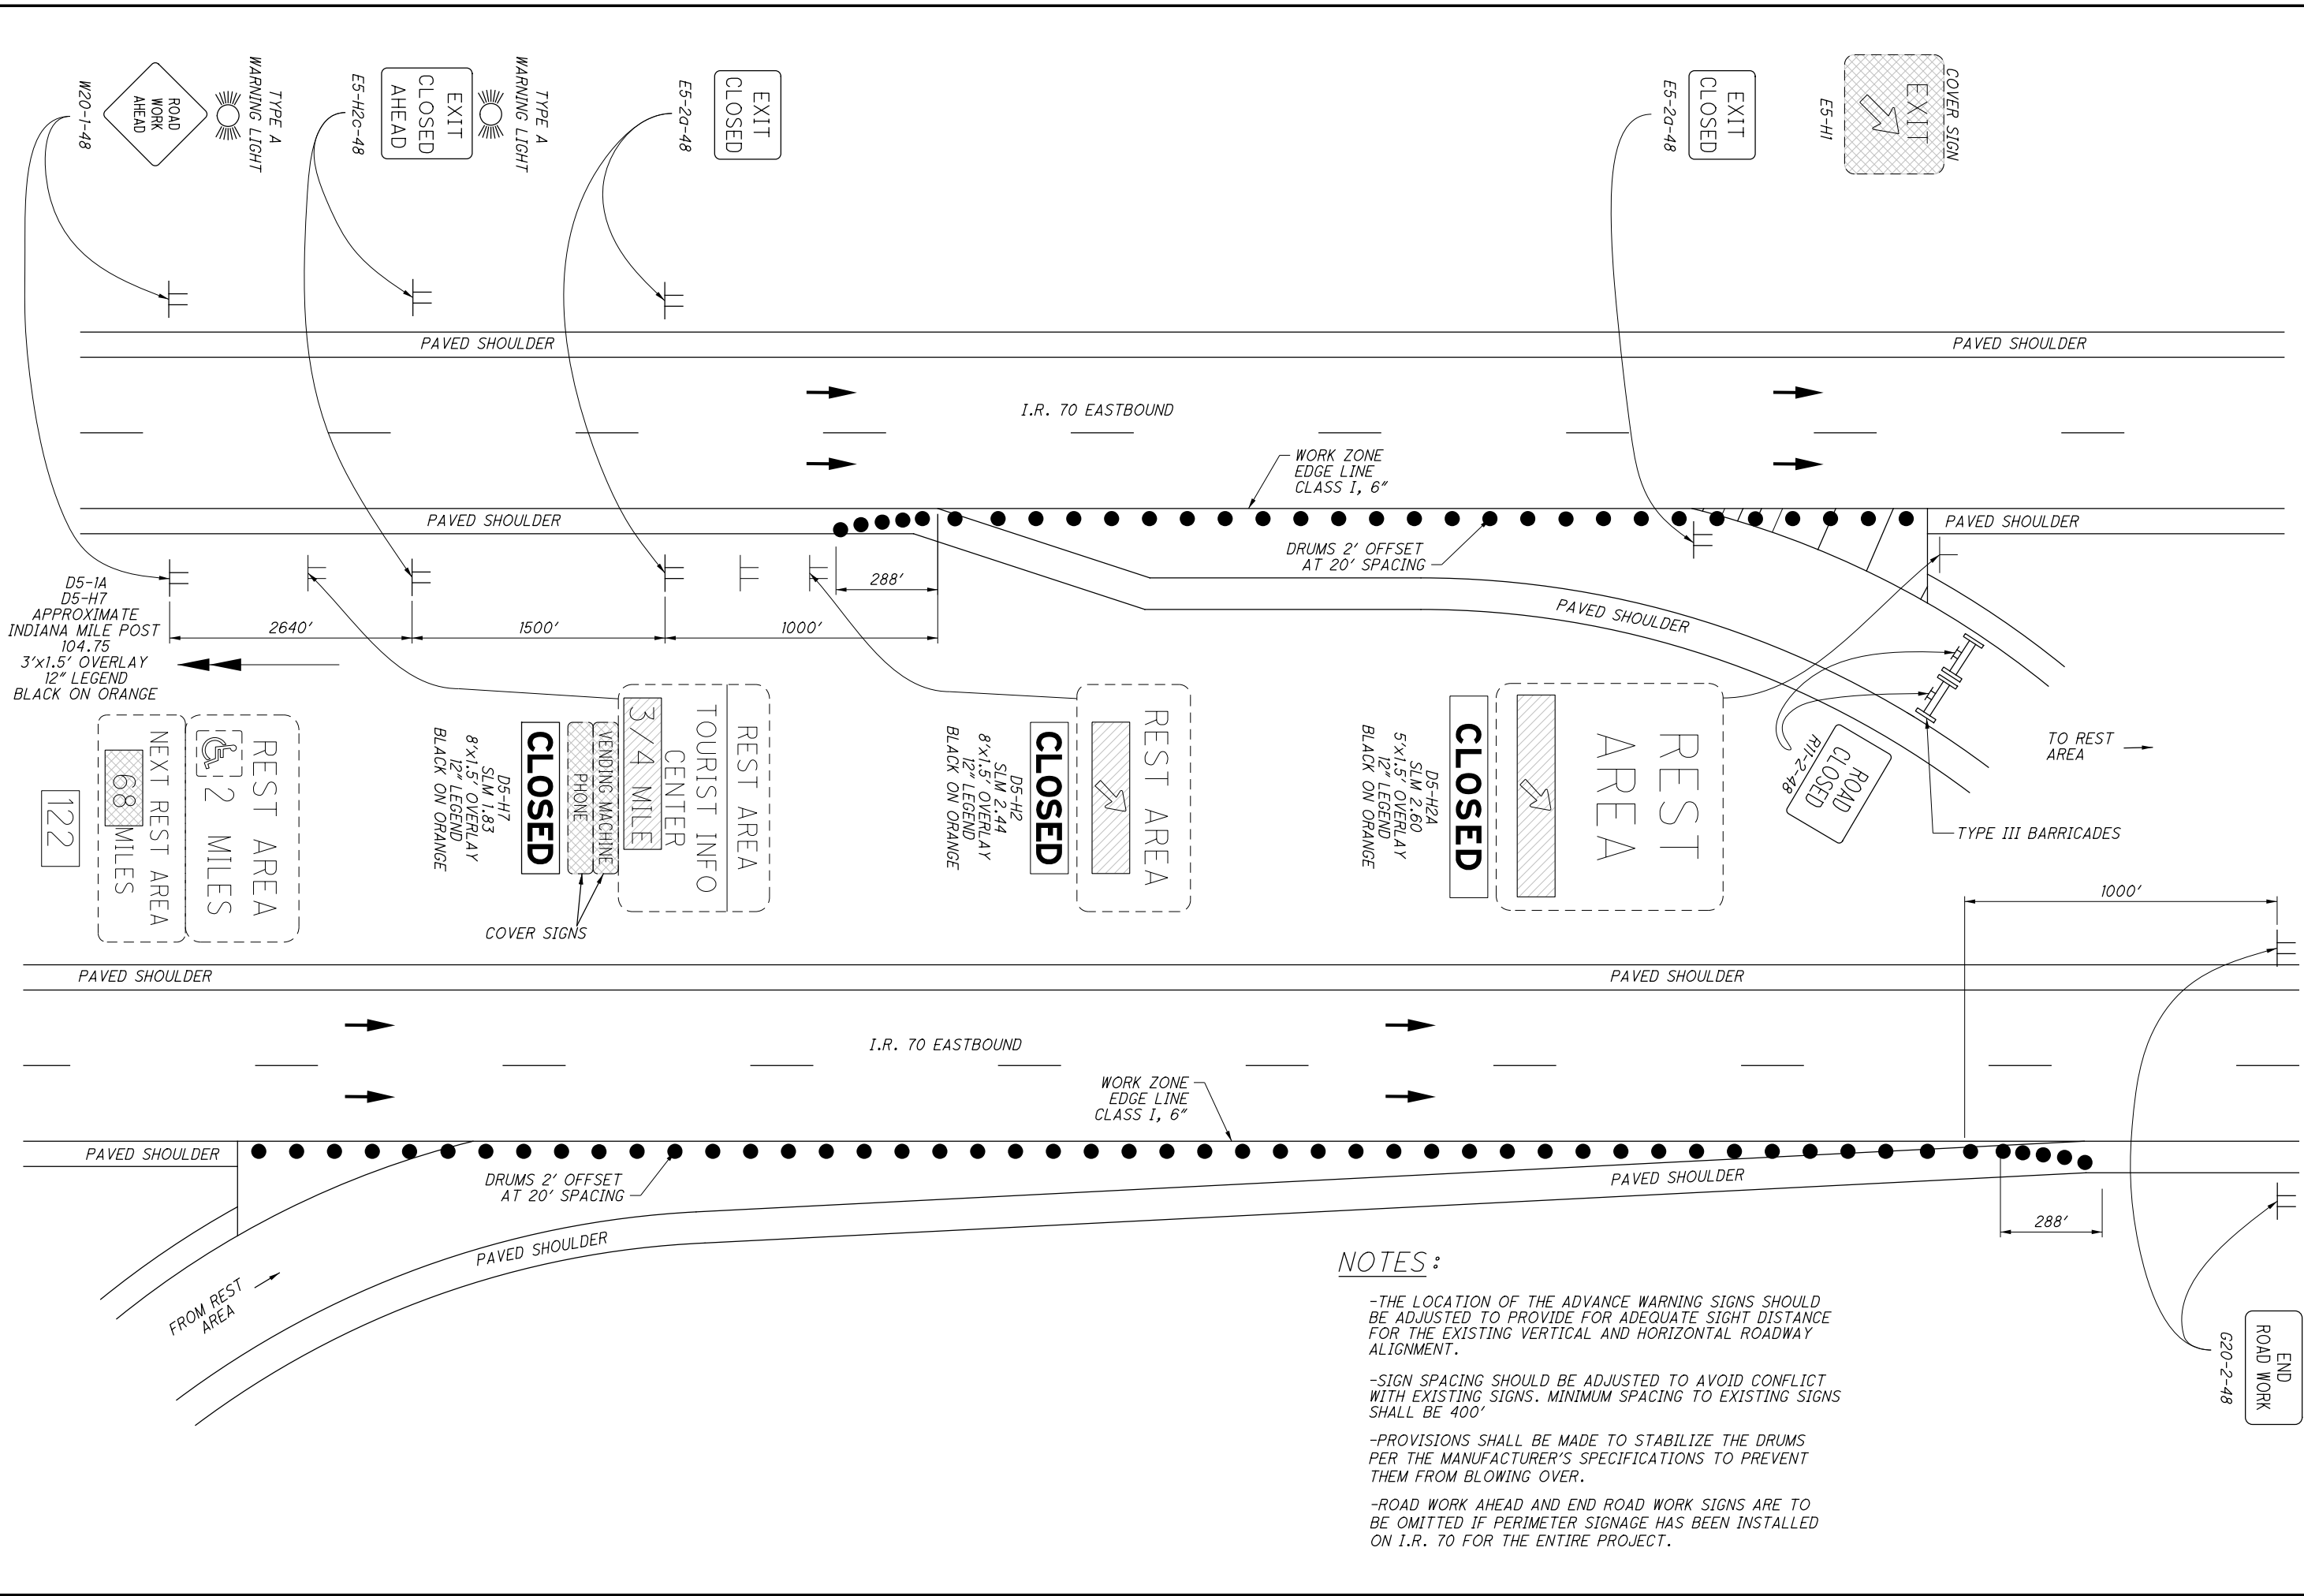 ROAD
WORK
AHEAD
W20-1-48
TYPE A
WARNING LIGHT
EXIT
CLOSED
AHEAD
E5-H2c-48
TYPE A
WARNING LIGHT
EXIT
CLOSED
E5-2a-48
EXIT
CLOSED
E5-2a-48
COVER SIGN
EXIT
E5-H1
PAVED SHOULDER
PAVED SHOULDER
I.R. 70 EASTBOUND
WORK ZONE
EDGE LINE
CLASS I, 6"
PAVED SHOULDER
PAVED SHOULDER
DRUMS 2' OFFSET
AT 20' SPACING
288'
PAVED SHOULDER
2640'
1500'
1000'
D5-1A
D5-H7
APPROXIMATE
INDIANA MILE POST
104.75
3'x1.5' OVERLAY
12" LEGEND
BLACK ON ORANGE
REST AREA
2 MILES
NEXT REST AREA
68 MILES
122
REST AREA
TOURIST INFO
CENTER
3/4 MILE
VENDING MACHINE
PHONE
CLOSED
D5-H7
SLM 1.83
8'x1.5' OVERLAY
12" LEGEND
BLACK ON ORANGE
COVER SIGNS
REST AREA
CLOSED
D5-H2
SLM 2.44
8'x1.5' OVERLAY
12" LEGEND
BLACK ON ORANGE
REST
AREA
CLOSED
D5-H2A
SLM 2.60
5'x1.5' OVERLAY
12" LEGEND
BLACK ON ORANGE
ROAD
CLOSED
R11-2-48
TO REST
AREA
TYPE III BARRICADES
1000'
PAVED SHOULDER
PAVED SHOULDER
I.R. 70 EASTBOUND
WORK ZONE
EDGE LINE
CLASS I, 6"
PAVED SHOULDER
DRUMS 2' OFFSET
AT 20' SPACING
PAVED SHOULDER
PAVED SHOULDER
288'
FROM REST
AREA
END
ROAD WORK
G20-2-48
NOTES:
-THE LOCATION OF THE ADVANCE WARNING SIGNS SHOULD
BE ADJUSTED TO PROVIDE FOR ADEQUATE SIGHT DISTANCE
FOR THE EXISTING VERTICAL AND HORIZONTAL ROADWAY
ALIGNMENT.
-SIGN SPACING SHOULD BE ADJUSTED TO AVOID CONFLICT
WITH EXISTING SIGNS. MINIMUM SPACING TO EXISTING SIGNS
SHALL BE 400'
-PROVISIONS SHALL BE MADE TO STABILIZE THE DRUMS
PER THE MANUFACTURER'S SPECIFICATIONS TO PREVENT
THEM FROM BLOWING OVER.
-ROAD WORK AHEAD AND END ROAD WORK SIGNS ARE TO
BE OMITTED IF PERIMETER SIGNAGE HAS BEEN INSTALLED
ON I.R. 70 FOR THE ENTIRE PROJECT.